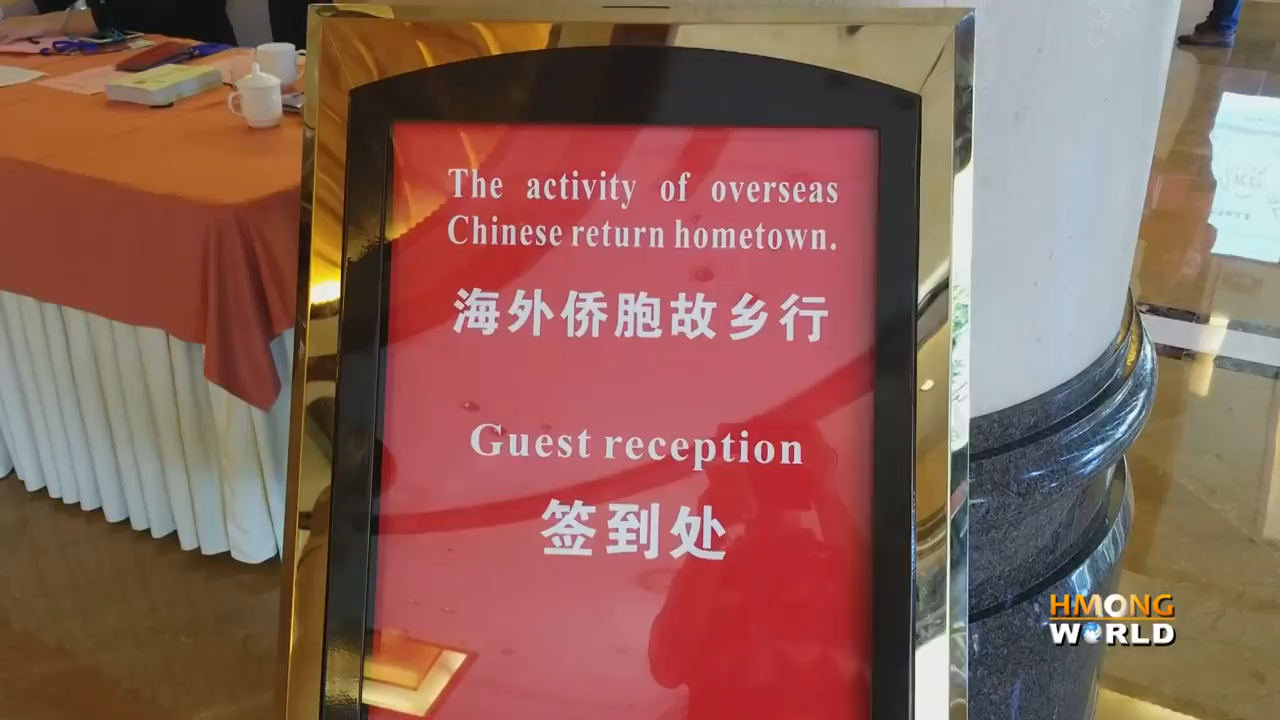 The activity of overseas
Chinese return hometown.
海外侨胞故乡行
Guest reception
签到处
HMONG
WORLD